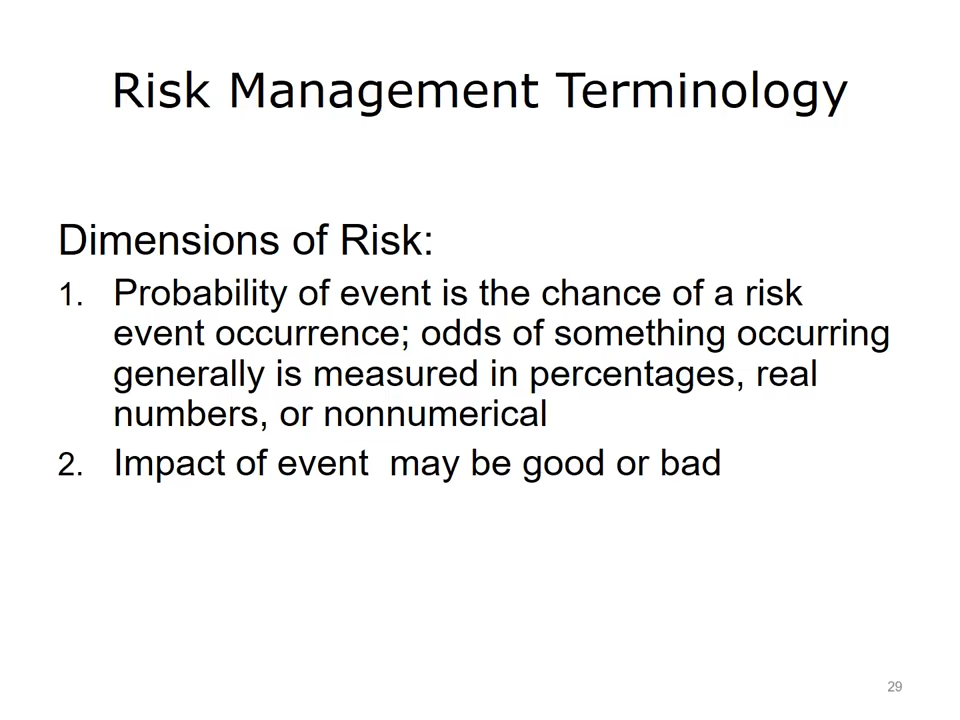 Risk Management Terminology
Dimensions of Risk:
1. Probability of event is the chance of a risk
event occurrence; odds of something occurring
generally is measured in percentages, real
numbers, or nonnumerical
2. Impact of event  may be good or bad
29